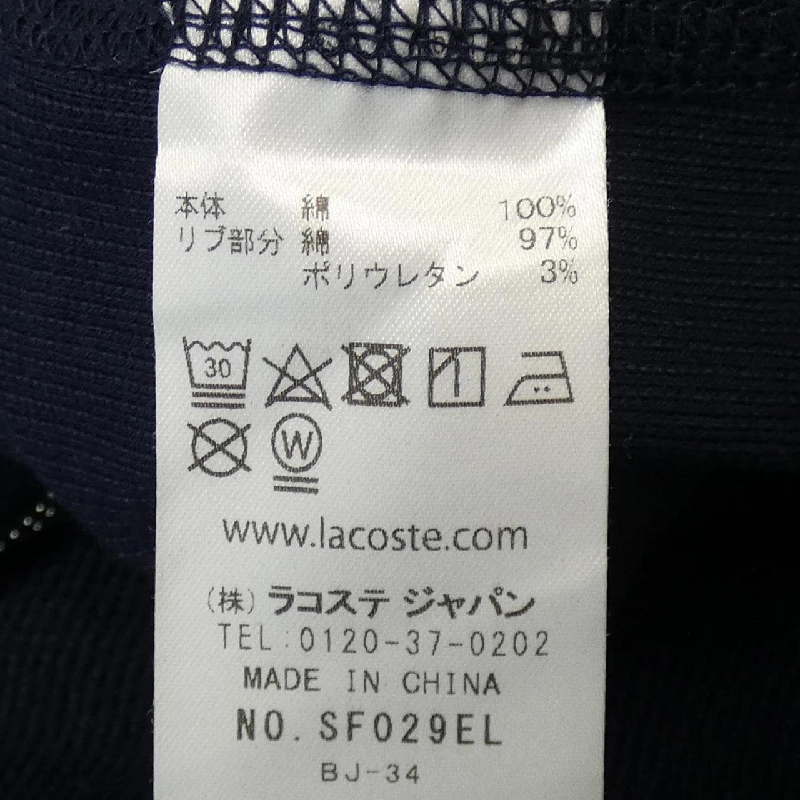 本体 綿 100%
リブ部分 綿 97%
ポリウレタン 3%
30
W
www.lacoste.com
(株) ラコステ ジャパン
TEL:0120-37-0202
MADE IN CHINA
NO. SF029EL
BJ-34